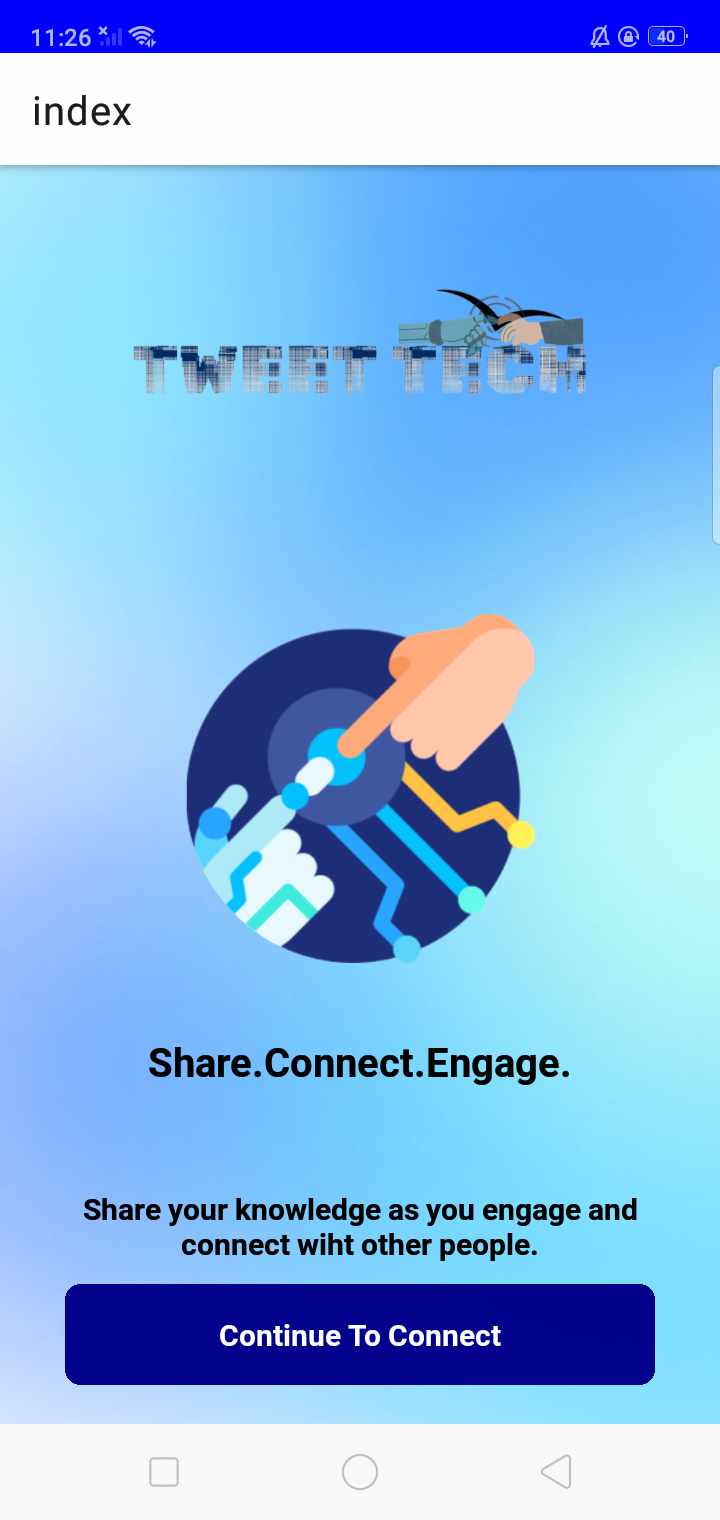 11:26
40
index
TWEET TECH
Share.Connect.Engage.
Share your knowledge as you engage and
connect wiht other people.
Continue To Connect